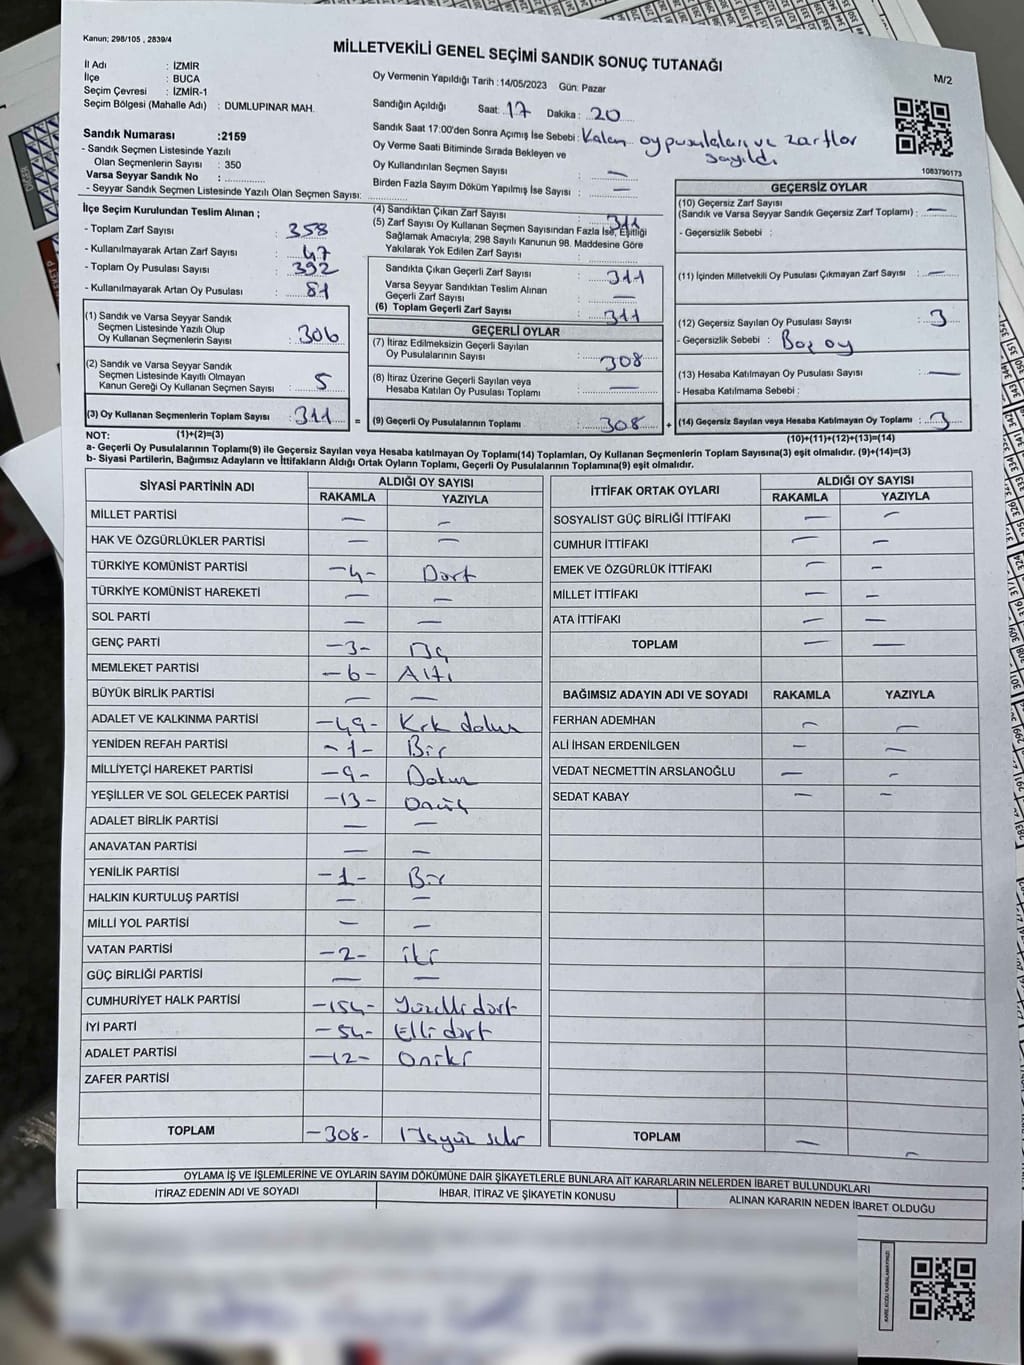 Kanun; 298/105 , 2839/4
MİLLETVEKİLİ GENEL SEÇİMİ SANDIK SONUÇ TUTANAĞI
M/2
İl Adı : İZMİR
İlçe : BUCA
Seçim Çevresi : İZMİR-1
Seçim Bölgesi (Mahalle Adı) : DUMLUPINAR MAH.
Oy Vermenin Yapıldığı Tarih :14/05/2023 Gün: Pazar
Sandığın Açıldığı Saat: 17 Dakika: 20
Sandık Saat 17:00'den Sonra Açımış İse Sebebi: Kalan oy pusulaları ve zarflar sayıldı
Oy Verme Saati Bitiminde Sırada Bekleyen ve
Oy Kullandırılan Seçmen Sayısı : —
Birden Fazla Sayım Döküm Yapılmış İse Sayısı : —
1083790173
Sandık Numarası :2159
- Sandık Seçmen Listesinde Yazılı
Olan Seçmenlerin Sayısı : 350
Varsa Seyyar Sandık No :
- Seyyar Sandık Seçmen Listesinde Yazılı Olan Seçmen Sayısı:
İlçe Seçim Kurulundan Teslim Alınan ;
- Toplam Zarf Sayısı : 358
- Kullanılmayarak Artan Zarf Sayısı : 47
- Toplam Oy Pusulası Sayısı : 392
- Kullanılmayarak Artan Oy Pusulası : 81
(1) Sandık ve Varsa Seyyar Sandık
Seçmen Listesinde Yazılı Olup
Oy Kullanan Seçmenlerin Sayısı : 306
(2) Sandık ve Varsa Seyyar Sandık
Seçmen Listesinde Kayıtlı Olmayan
Kanun Gereği Oy Kullanan Seçmen Sayısı : 5
(3) Oy Kullanan Seçmenlerin Toplam Sayısı : 311 =
(4) Sandıktan Çıkan Zarf Sayısı : 311
(5) Zarf Sayısı Oy Kullanan Seçmen Sayısından Fazla İse, Eşitliği
Sağlamak Amacıyla; 298 Sayılı Kanunun 98. Maddesine Göre
Yakılarak Yok Edilen Zarf Sayısı :
Sandıkta Çıkan Geçerli Zarf Sayısı : 311
Varsa Seyyar Sandıktan Teslim Alınan
Geçerli Zarf Sayısı : —
(6) Toplam Geçerli Zarf Sayısı : 311
GEÇERLİ OYLAR
(7) İtiraz Edilmeksizin Geçerli Sayılan
Oy Pusulalarının Sayısı : 308
(8) İtiraz Üzerine Geçerli Sayılan veya
Hesaba Katılan Oy Pusulası Toplamı : —
(9) Geçerli Oy Pusulalarının Toplamı : 308 +
GEÇERSİZ OYLAR
(10) Geçersiz Zarf Sayısı
(Sandık ve Varsa Seyyar Sandık Geçersiz Zarf Toplamı) : —
- Geçersizlik Sebebi :
(11) İçinden Milletvekili Oy Pusulası Çıkmayan Zarf Sayısı : —
(12) Geçersiz Sayılan Oy Pusulası Sayısı : 3
- Geçersizlik Sebebi : Boş oy
(13) Hesaba Katılmayan Oy Pusulası Sayısı : —
- Hesaba Katılmama Sebebi :
(14) Geçersiz Sayılan veya Hesaba Katılmayan Oy Toplamı : 3
NOT: (1)+(2)=(3)
(10)+(11)+(12)+(13)=(14)
a- Geçerli Oy Pusulalarının Toplamı(9) ile Geçersiz Sayılan veya Hesaba katılmayan Oy Toplamı(14) Toplamları, Oy Kullanan Seçmenlerin Toplam Sayısına(3) eşit olmalıdır. (9)+(14)=(3)
b- Siyasi Partilerin, Bağımsız Adayların ve İttifakların Aldığı Ortak Oyların Toplamı, Geçerli Oy Pusulalarının Toplamına(9) eşit olmalıdır.
SİYASİ PARTİNİN ADI ALDIĞI OY SAYISI
RAKAMLA YAZIYLA
MİLLET PARTİSİ — —
HAK VE ÖZGÜRLÜKLER PARTİSİ — —
TÜRKİYE KOMÜNİST PARTİSİ -4- Dört
TÜRKİYE KOMÜNİST HAREKETİ — —
SOL PARTİ — —
GENÇ PARTİ -3- Üç
MEMLEKET PARTİSİ -6- Altı
BÜYÜK BİRLİK PARTİSİ — —
ADALET VE KALKINMA PARTİSİ -49- Kırk dokuz
YENİDEN REFAH PARTİSİ -1- Bir
MİLLİYETÇİ HAREKET PARTİSİ -9- Dokuz
YEŞİLLER VE SOL GELECEK PARTİSİ -13- Onüç
ADALET BİRLİK PARTİSİ — —
ANAVATAN PARTİSİ — —
YENİLİK PARTİSİ -1- Bir
HALKIN KURTULUŞ PARTİSİ — —
MİLLİ YOL PARTİSİ — —
VATAN PARTİSİ -2- iki
GÜÇ BİRLİĞİ PARTİSİ — —
CUMHURİYET HALK PARTİSİ -154- Yüzelli dört
İYİ PARTİ -54- Elli dört
ADALET PARTİSİ -12- Oniki
ZAFER PARTİSİ
TOPLAM -308-
İTTİFAK ORTAK OYLARI ALDIĞI OY SAYISI
RAKAMLA YAZIYLA
SOSYALİST GÜÇ BİRLİĞİ İTTİFAKI — —
CUMHUR İTTİFAKI — —
EMEK VE ÖZGÜRLÜK İTTİFAKI — —
MİLLET İTTİFAKI — —
ATA İTTİFAKI — —
TOPLAM — —
BAĞIMSIZ ADAYIN ADI VE SOYADI RAKAMLA YAZIYLA
FERHAN ADEMHAN — —
ALİ İHSAN ERDENİLGEN — —
VEDAT NECMETTİN ARSLANOĞLU — —
SEDAT KABAY — —
TOPLAM — —
OYLAMA İŞ VE İŞLEMLERİNE VE OYLARIN SAYIM DÖKÜMÜNE DAİR ŞİKAYETLERLE BUNLARA AİT KARARLARIN NELERDEN İBARET BULUNDUKLARI
İTİRAZ EDENİN ADI VE SOYADI İHBAR, İTİRAZ VE ŞİKAYETİN KONUSU ALINAN KARARIN NEDEN İBARET OLDUĞU
KARE KODU KARALAMAYINIZ!